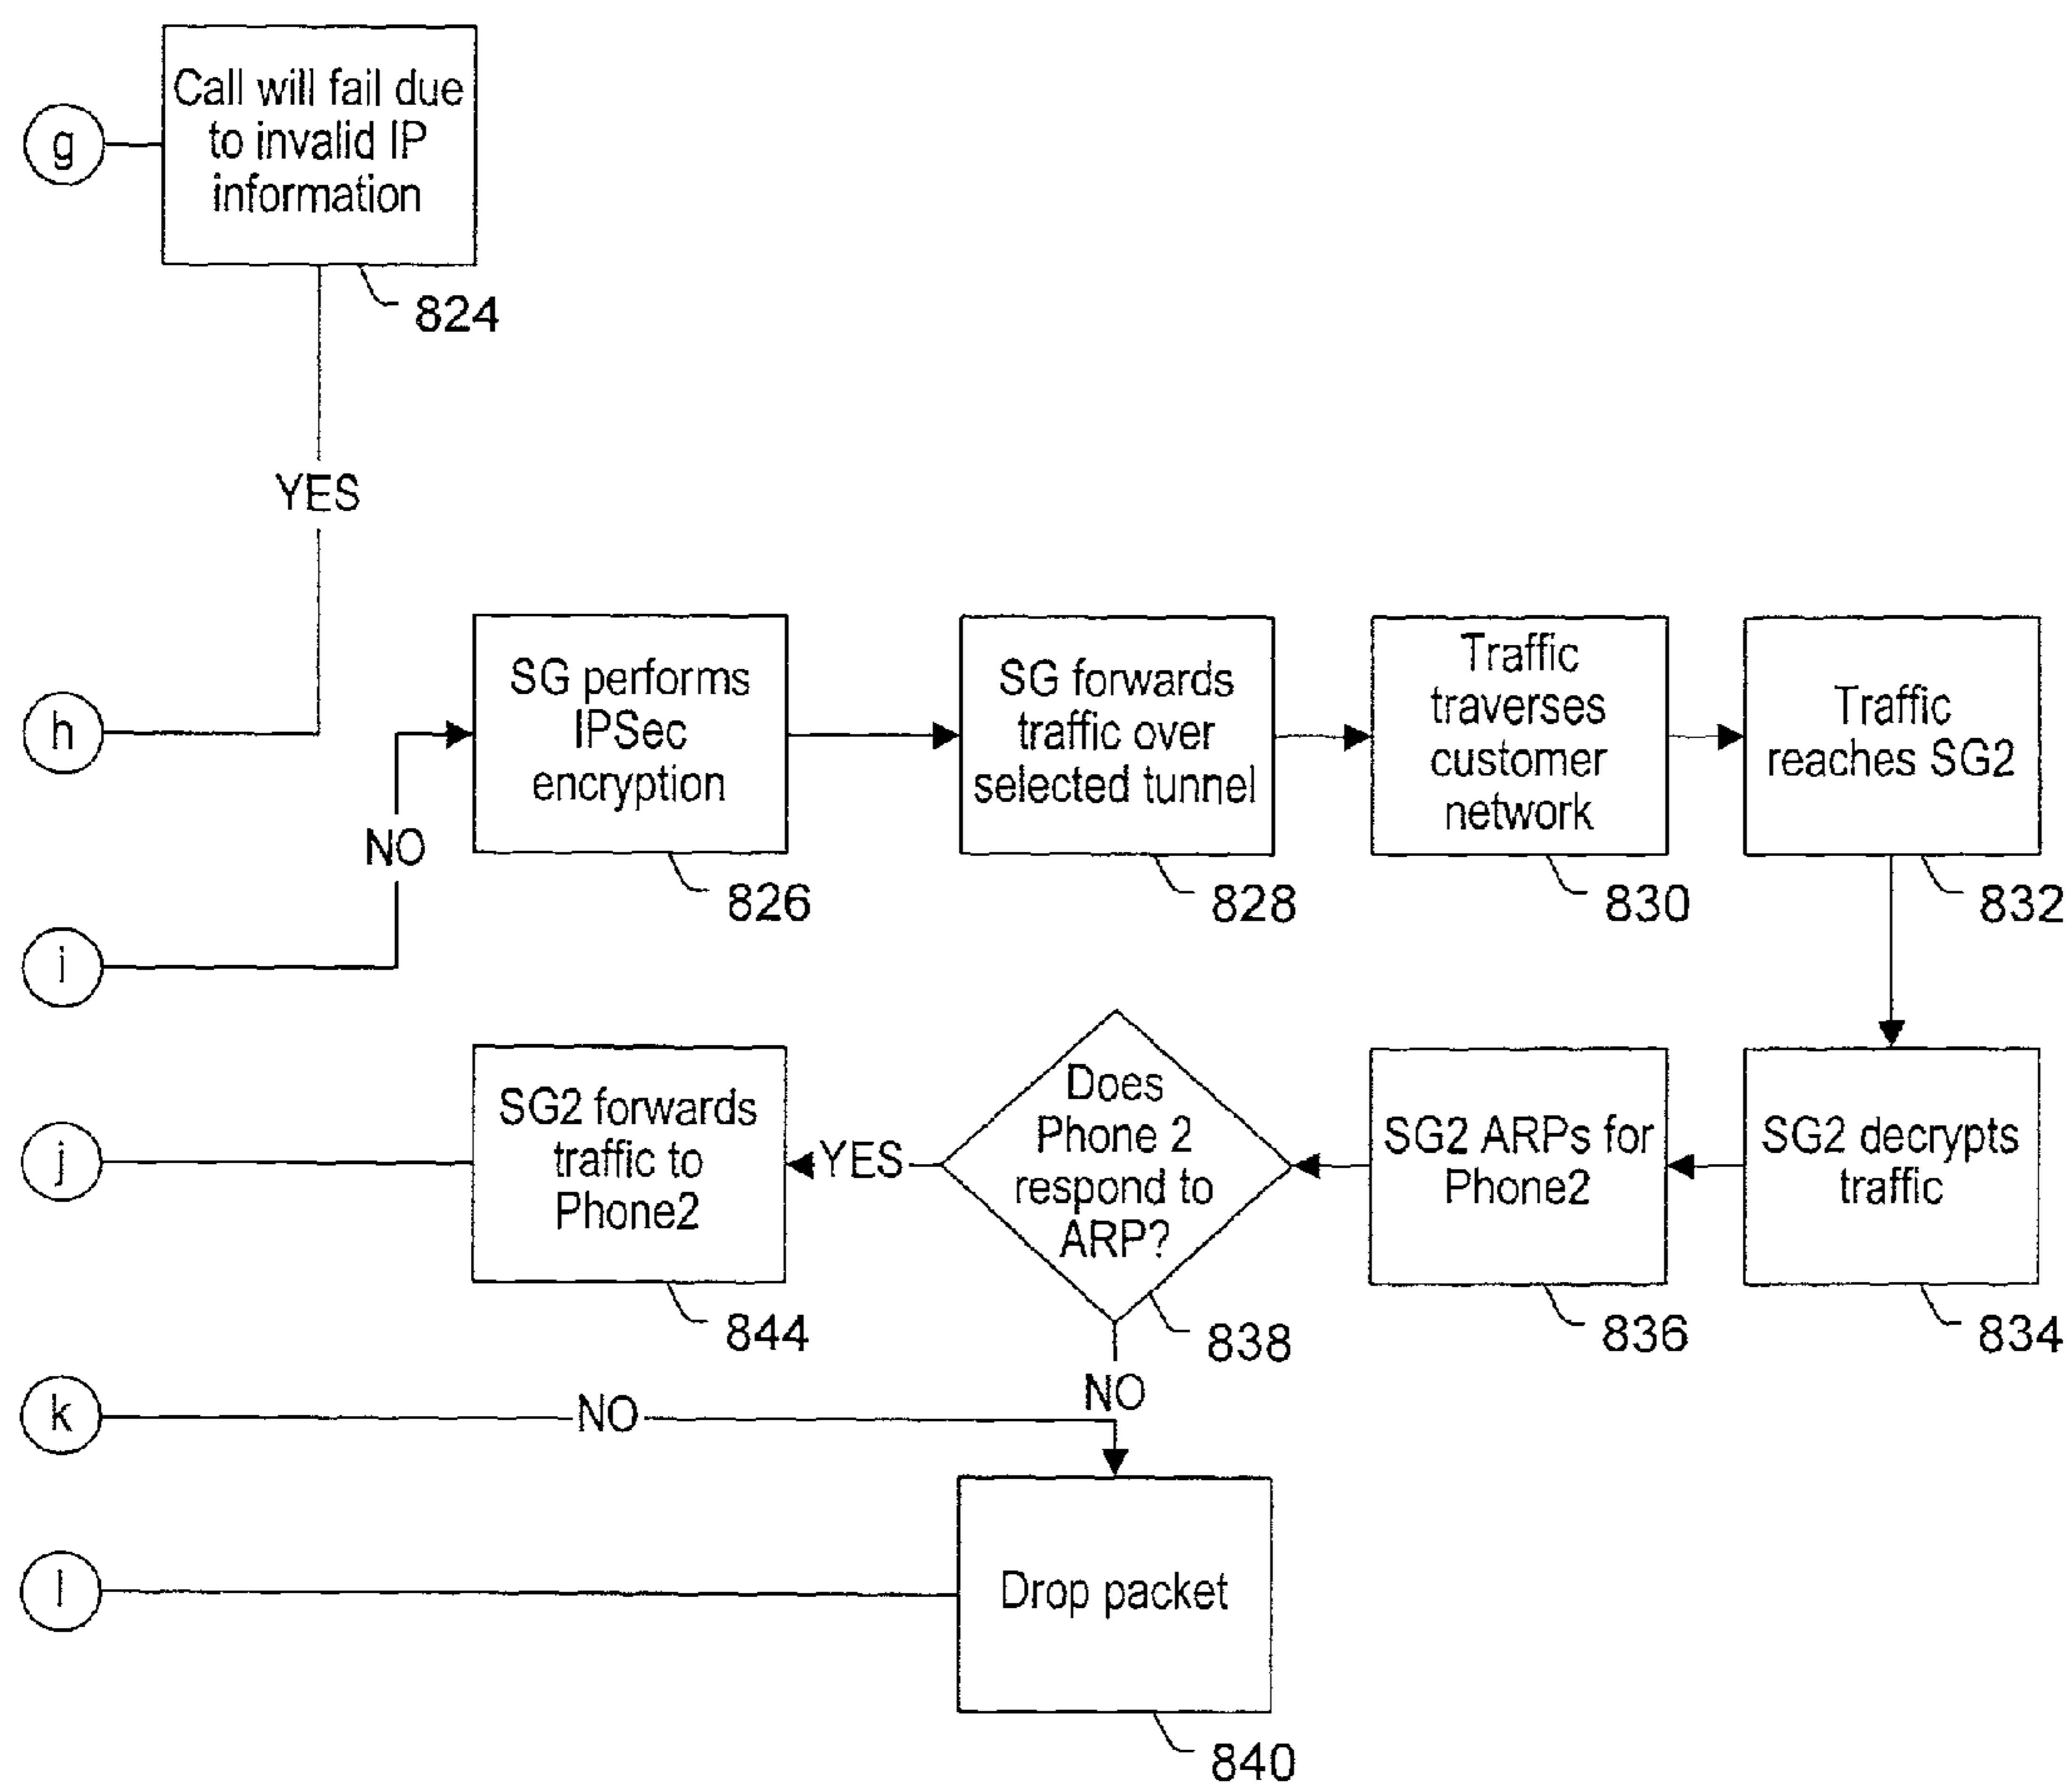 g
Call will fail due
to invalid IP
information
824
YES
h
SG performs
IPSec
encryption
826
SG forwards
traffic over
selected tunnel
828
Traffic
traverses
customer
network
830
Traffic
reaches SG2
832
NO
i
j
SG2 forwards
traffic to
Phone2
844
YES
Does
Phone 2
respond to
ARP?
838
SG2 ARPs for
Phone2
836
SG2 decrypts
traffic
834
NO
k
NO
l
Drop packet
840